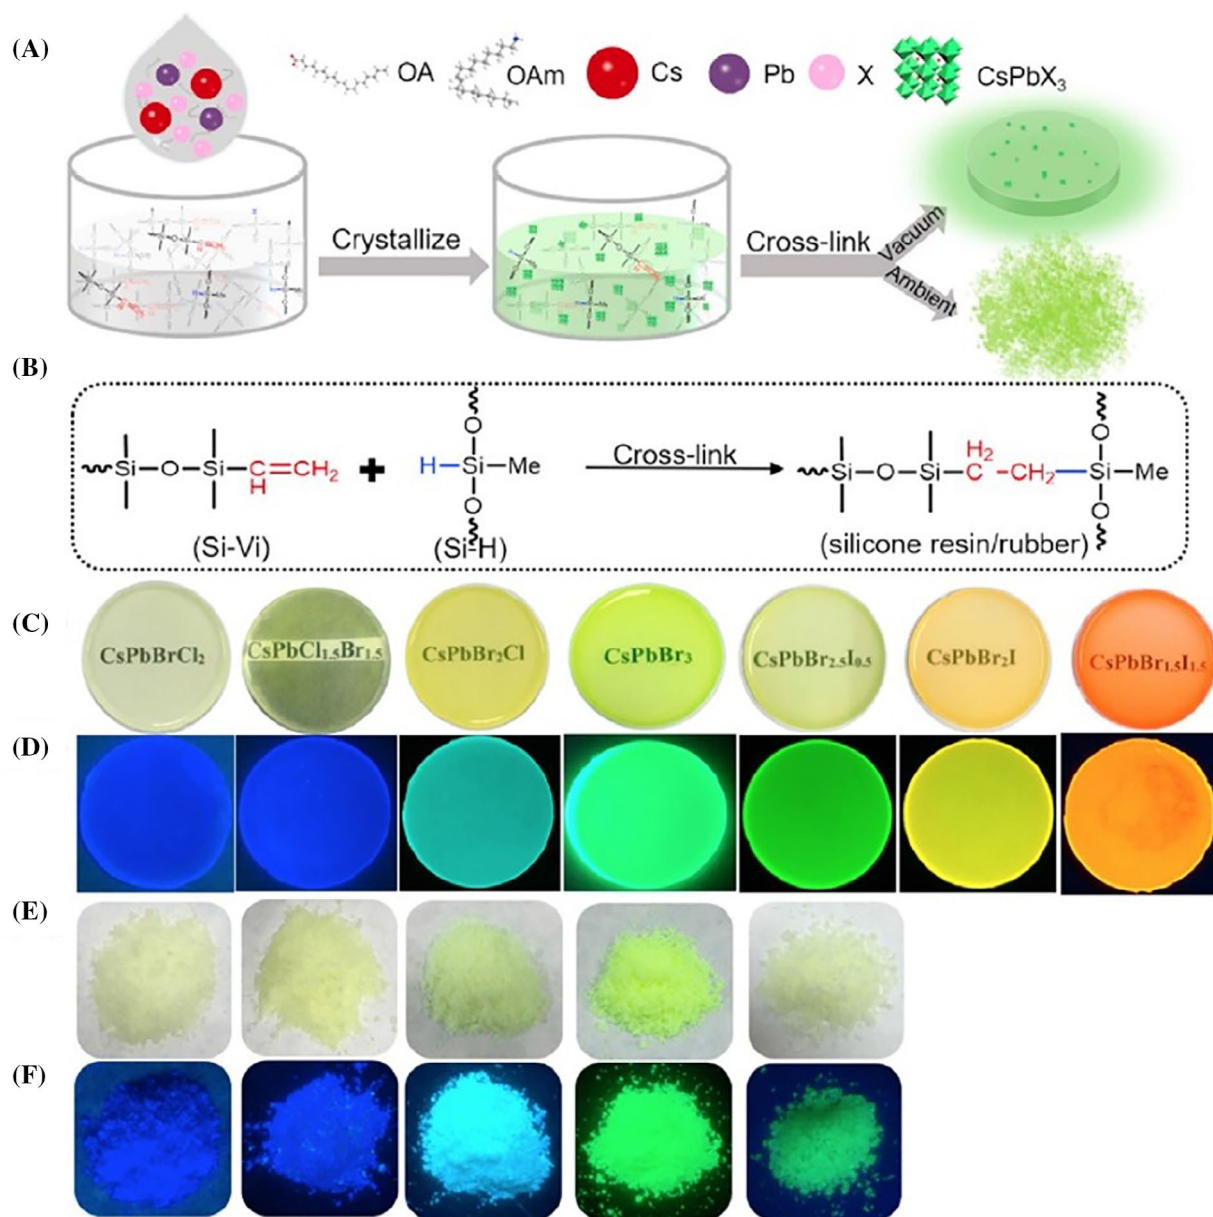 (A)
OA
OAm
Cs
Pb
X
CsPbX₃
Crystallize
Cross-link
Vacuum
Ambient
(B)
Si-O-Si-C=CH₂
H
+
O
H-Si-Me
O
Cross-link
H₂
Si-O-Si-C-CH₂-Si-Me
O
O
(Si-Vi)
(Si-H)
(silicone resin/rubber)
(C)
CsPbBrCl₂
CsPbCl₁.₅Br₁.₅
CsPbBr₂Cl
CsPbBr₃
CsPbBr₂.₅I₀.₅
CsPbBr₂I
CsPbBr₁.₅I₁.₅
(D)
(E)
(F)